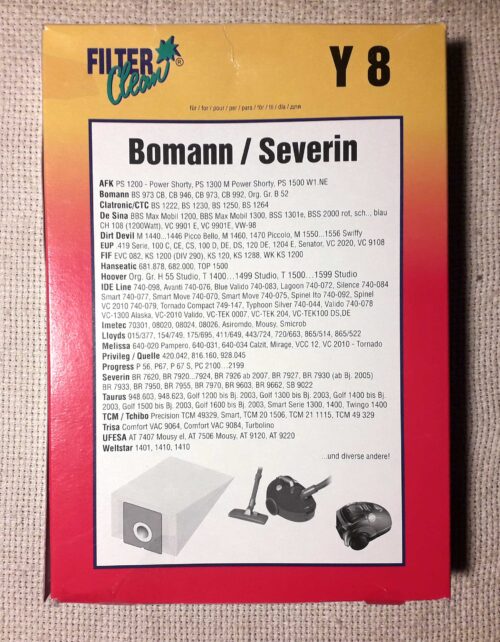 FILTER
Clean®
Y 8
für / for / pour / per / para / för / til / dla / для
Bomann / Severin
AFK PS 1200 - Power Shorty, PS 1300 M Power Shorty, PS 1500 W1.NE
Bomann BS 973 CB, CB 946, CB 973, CB 992, Org. Gr. B 52
Clatronic/CTC BS 1222, BS 1230, BS 1250, BS 1264
De Sina BBS Max Mobil 1200, BBS Max Mobil 1300, BSS 1301e, BSS 2000 rot, sch.., blau
CH 108 (1200Watt), VC 9901 E, VC 9901E, VW-98
Dirt Devil M 1440...1446 Picco Bello, M 1460, 1470 Piccolo, M 1550...1556 Swiffy
EUP .419 Serie, 100 C, CE, CS, 100 D, DE, DS, 120 DE, 1204 E, Senator, VC 2020, VC 9108
FIF EVC 082, KS 1200 (DIV 290), KS 120, KS 1288, WK KS 1200
Hanseatic 681.878, 682.000, TOP 1500
Hoover Org. Gr. H 55 Studio, T 1400...1499 Studio, T 1500...1599 Studio
IDE Line 740-098, Avanti 740-076, Blue Valido 740-083, Lagoon 740-072, Silence 740-084
Smart 740-077, Smart Move 740-070, Smart Move 740-075, Spinel Ito 740-092, Spinel
VC 2010 740-079, Tornado Compact 749-147, Typhoon Silver 740-044, Valido 740-078
VC-1300 Alaska, VC-2010 Valido, VC-TEK 0007, VC-TEK 204, VC-TEK100 DS,DE
Imetec 70301, 08020, 08024, 08026, Asiromdo, Mousy, Smicrob
Lloyds 015/377, 154/749, 175/695, 411/649, 443/724, 720/663, 865/514, 865/522
Melissa 640-020 Pampero, 640-031, 640-034 Calzit, Mirage, VCC 12, VC 2010 - Tornado
Privileg / Quelle 420.042, 816.160, 928.045
Progress P 56, P67, P 67 S, PC 2100...2199
Severin BR 7620, BR 7920...7924, BR 7926 ab 2007, BR 7927, BR 7930 (ab Bj. 2005)
BR 7933, BR 7950, BR 7955, BR 7970, BR 9603, BR 9662, SB 9022
Taurus 948.603, 948.623, Golf 1200 bis Bj. 2003, Golf 1300 bis Bj. 2003, Golf 1400 bis Bj.
2003, Golf 1500 bis Bj. 2003, Golf 1600 bis Bj. 2003, Smart Serie 1300, 1400, Twingo 1400
TCM / Tchibo Precision TCM 49329, Smart, TCM 20 1506, TCM 21 1115, TCM 49 329
Trisa Comfort VAC 9064, Comfort VAC 9084, Turbolino
UFESA AT 7407 Mousy el, AT 7506 Mousy, AT 9120, AT 9220
Wellstar 1401, 1410, 1410
...und diverse andere!